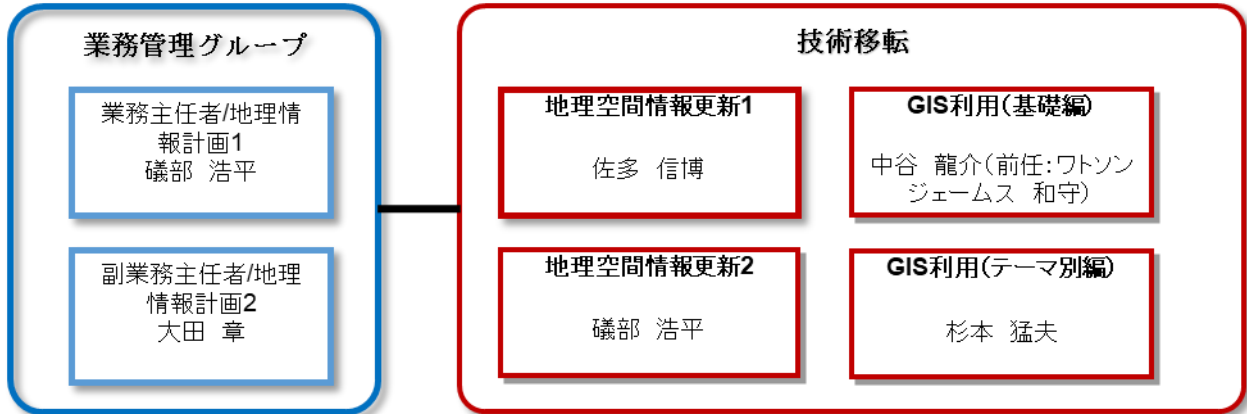 業務管理グループ
業務主任者/地理情
報計画1
礒部 浩平
副業務主任者/地理
情報計画2
大田 章
技術移転
地理空間情報更新1
佐多 信博
GIS利用(基礎編)
中谷 龍介(前任:ワトソン
ジェームス 和守)
地理空間情報更新2
礒部 浩平
GIS利用(テーマ別編)
杉本 猛夫